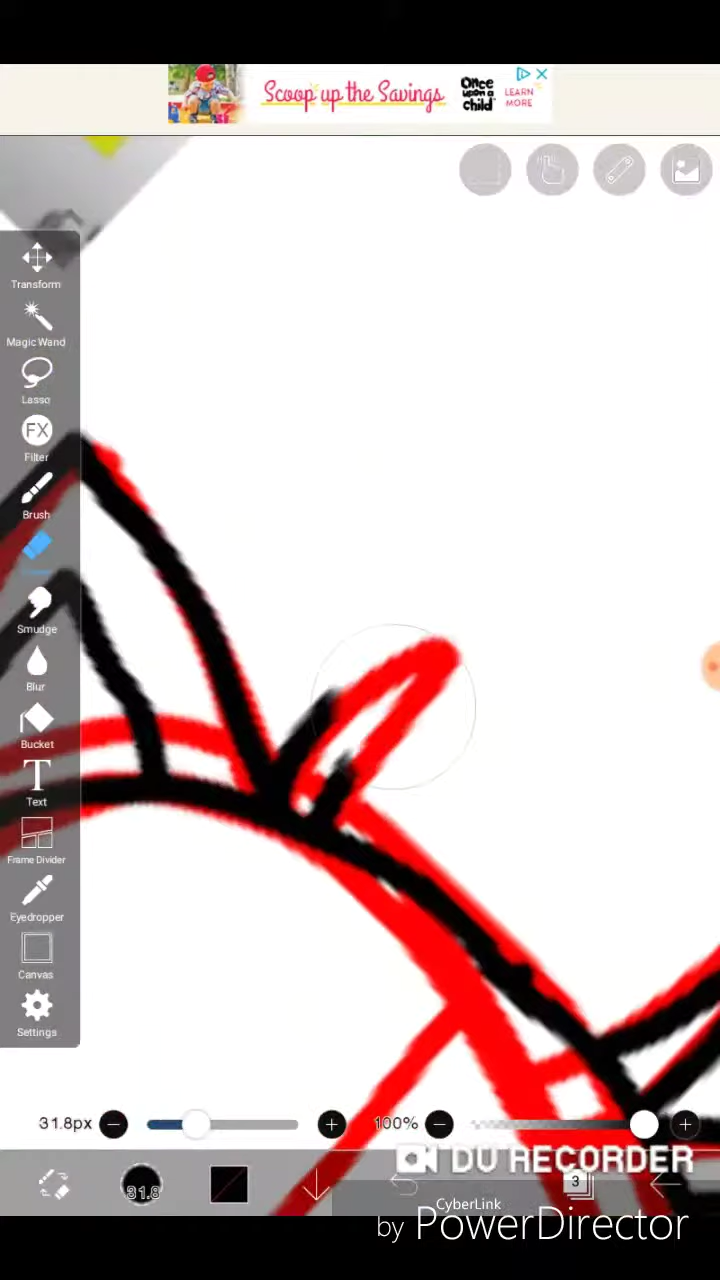 Scoop up the Savings
Once
upon a
child
LEARN
MORE
Transform
Magic Wand
Lasso
FX
Filter
Brush
Smudge
Blur
Bucket
T
Text
Frame Divider
Eyedropper
Canvas
Settings
31.8px
100%
DU RECORDER
31.8
3
CyberLink
by PowerDirector